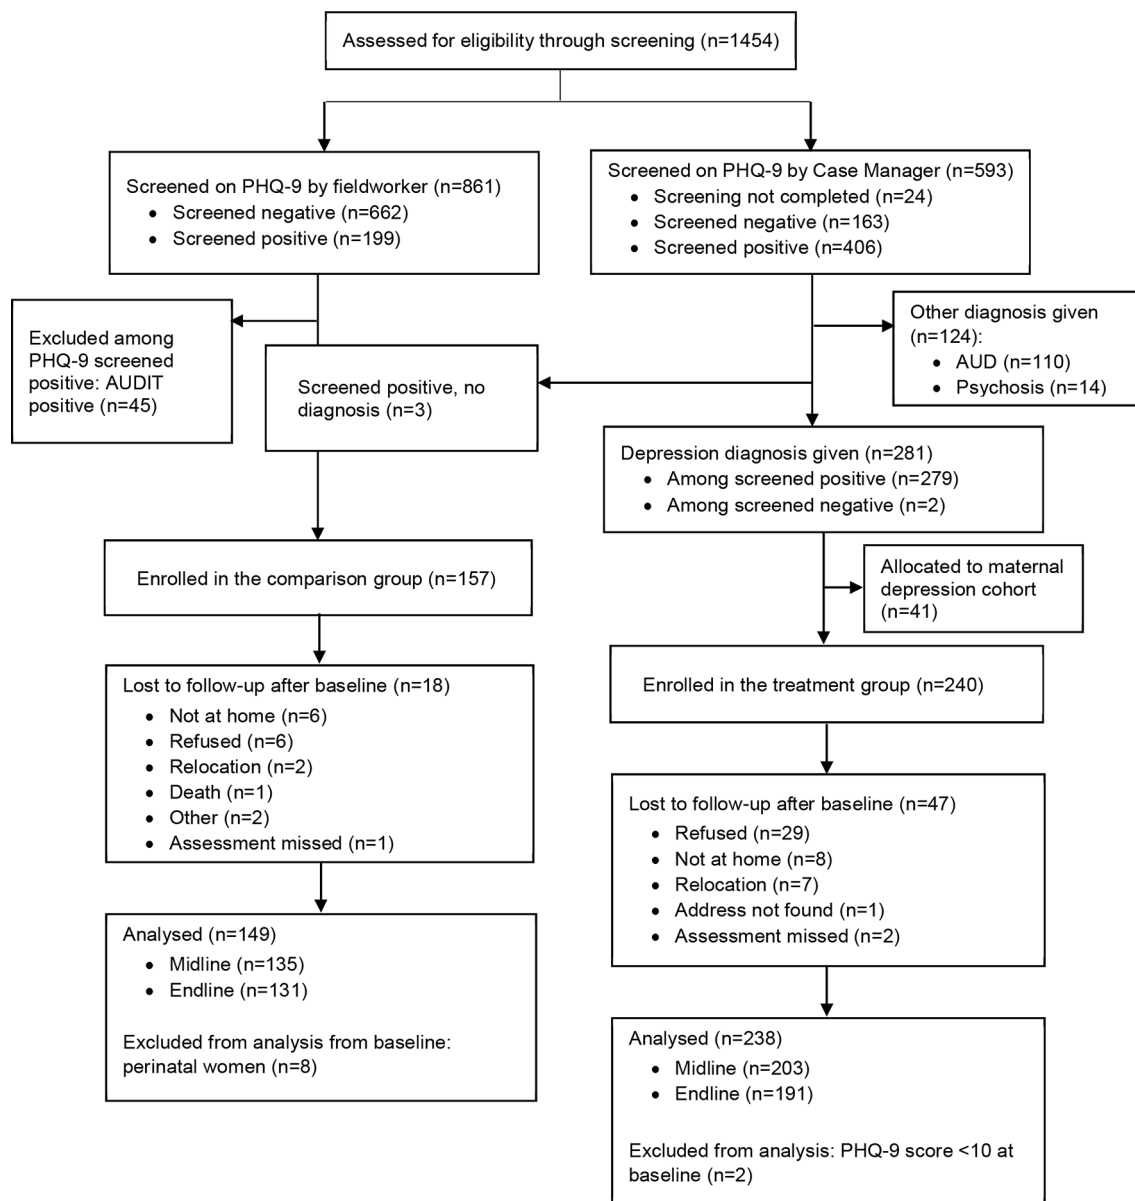 Assessed for eligibility through screening (n=1454)
Screened on PHQ-9 by fieldworker (n=861)
• Screened negative (n=662)
• Screened positive (n=199)
Screened on PHQ-9 by Case Manager (n=593)
• Screening not completed (n=24)
• Screened negative (n=163)
• Screened positive (n=406)
Excluded among
PHQ-9 screened
positive: AUDIT
positive (n=45)
Screened positive, no
diagnosis (n=3)
Other diagnosis given
(n=124):
• AUD (n=110)
• Psychosis (n=14)
Depression diagnosis given (n=281)
• Among screened positive (n=279)
• Among screened negative (n=2)
Enrolled in the comparison group (n=157)
Allocated to maternal
depression cohort
(n=41)
Enrolled in the treatment group (n=240)
Lost to follow-up after baseline (n=18)
• Not at home (n=6)
• Refused (n=6)
• Relocation (n=2)
• Death (n=1)
• Other (n=2)
• Assessment missed (n=1)
Lost to follow-up after baseline (n=47)
• Refused (n=29)
• Not at home (n=8)
• Relocation (n=7)
• Address not found (n=1)
• Assessment missed (n=2)
Analysed (n=149)
• Midline (n=135)
• Endline (n=131)
Excluded from analysis from baseline:
perinatal women (n=8)
Analysed (n=238)
• Midline (n=203)
• Endline (n=191)
Excluded from analysis: PHQ-9 score <10 at
baseline (n=2)